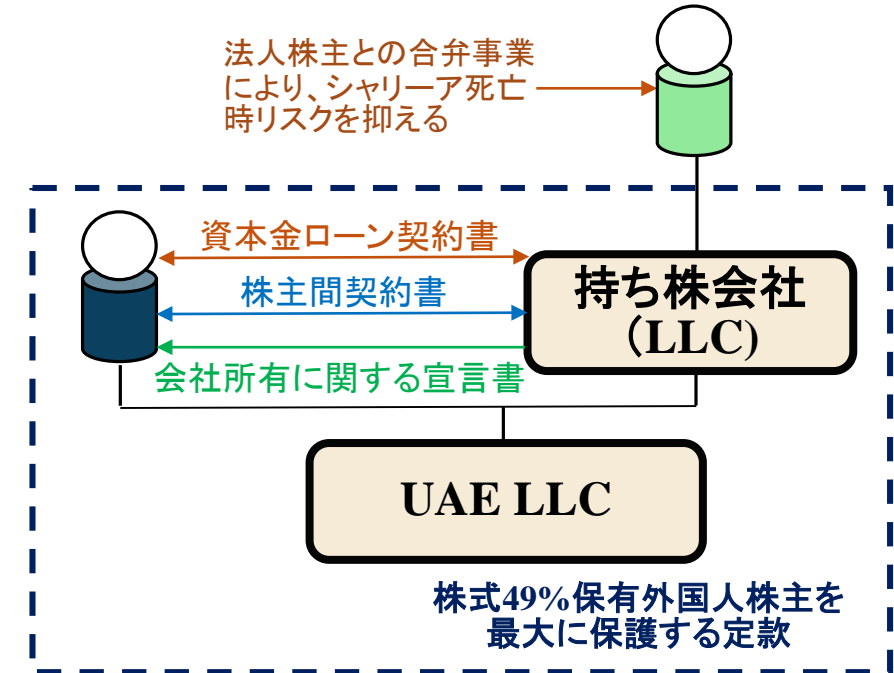 法人株主との合弁事業
により、シャリーア死亡
時リスクを抑える
資本金ローン契約書
株主間契約書
会社所有に関する宣言書
持ち株会社
（LLC)
UAE LLC
株式49%保有外国人株主を
最大に保護する定款